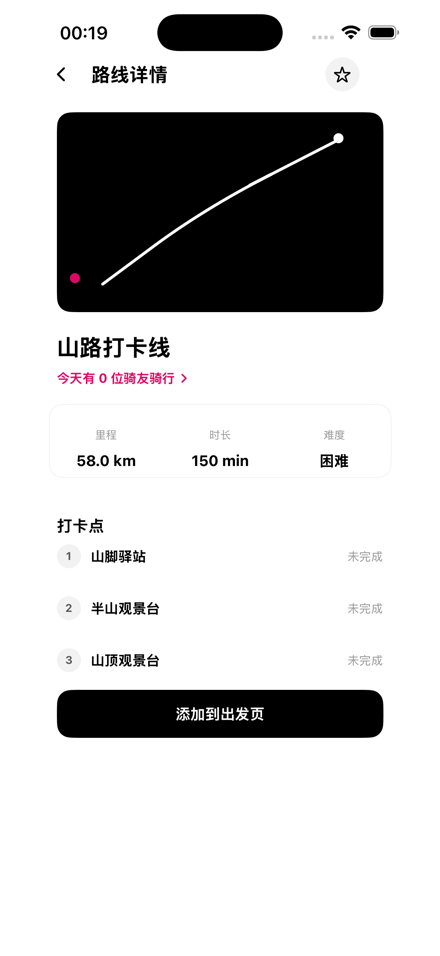 00:19
路线详情
山路打卡线
今天有 0 位骑友骑行
里程 时长 难度
58.0 km 150 min 困难
打卡点
1 山脚驿站 未完成
2 半山观景台 未完成
3 山顶观景台 未完成
添加到出发页